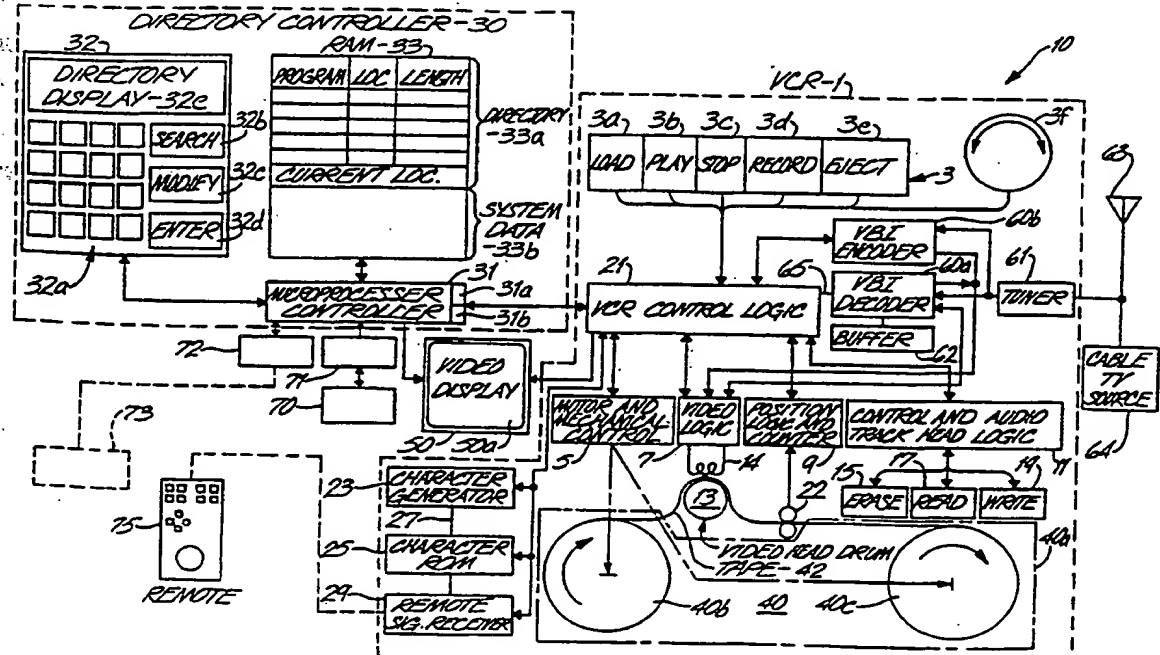 DIRECTORY CONTROLLER-30
32
DIRECTORY
DISPLAY-32e
32b
SEARCH
32c
MODIFY
32d
ENTER
32a
RAM-33
PROGRAM LOC LENGTH
DIRECTORY
-33a
CURRENT LOC.
SYSTEM
DATA
-33b
MICROPROCESSER
CONTROLLER
31
31a
31b
72
71
70
73
75
REMOTE
VIDEO
DISPLAY
50
50a
10
VCR-1
3a 3b 3c 3d 3e
LOAD PLAY STOP RECORD EJECT
3
3f
63
60b
VBI
ENCODER
60a
VBI
DECODER
65
BUFFER
62
61
TUNER
CABLE
TV
SOURCE
64
21
VCR CONTROL LOGIC
MOTOR AND
MECHANICAL
CONTROL
5
VIDEO
LOGIC
7
14
POSITION
LOGIC AND
COUNTER
9
CONTROL AND AUDIO
TRACK HEAD LOGIC
11
15 17 19
ERASE READ WRITE
23
CHARACTER
GENERATOR
27
25
CHARACTER
ROM
29
REMOTE
SIG. RECEIVER
13
22
VIDEO HEAD DRUM
TAPE-42
40a
40b
40
40c